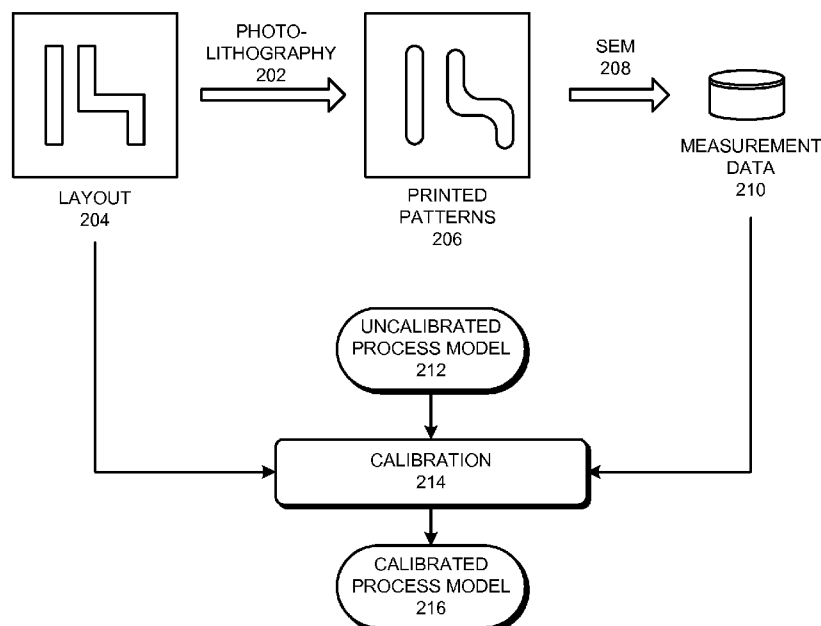 PHOTO-
LITHOGRAPHY
202
SEM
208
LAYOUT
204
PRINTED
PATTERNS
206
MEASUREMENT
DATA
210
UNCALIBRATED
PROCESS MODEL
212
CALIBRATION
214
CALIBRATED
PROCESS MODEL
216